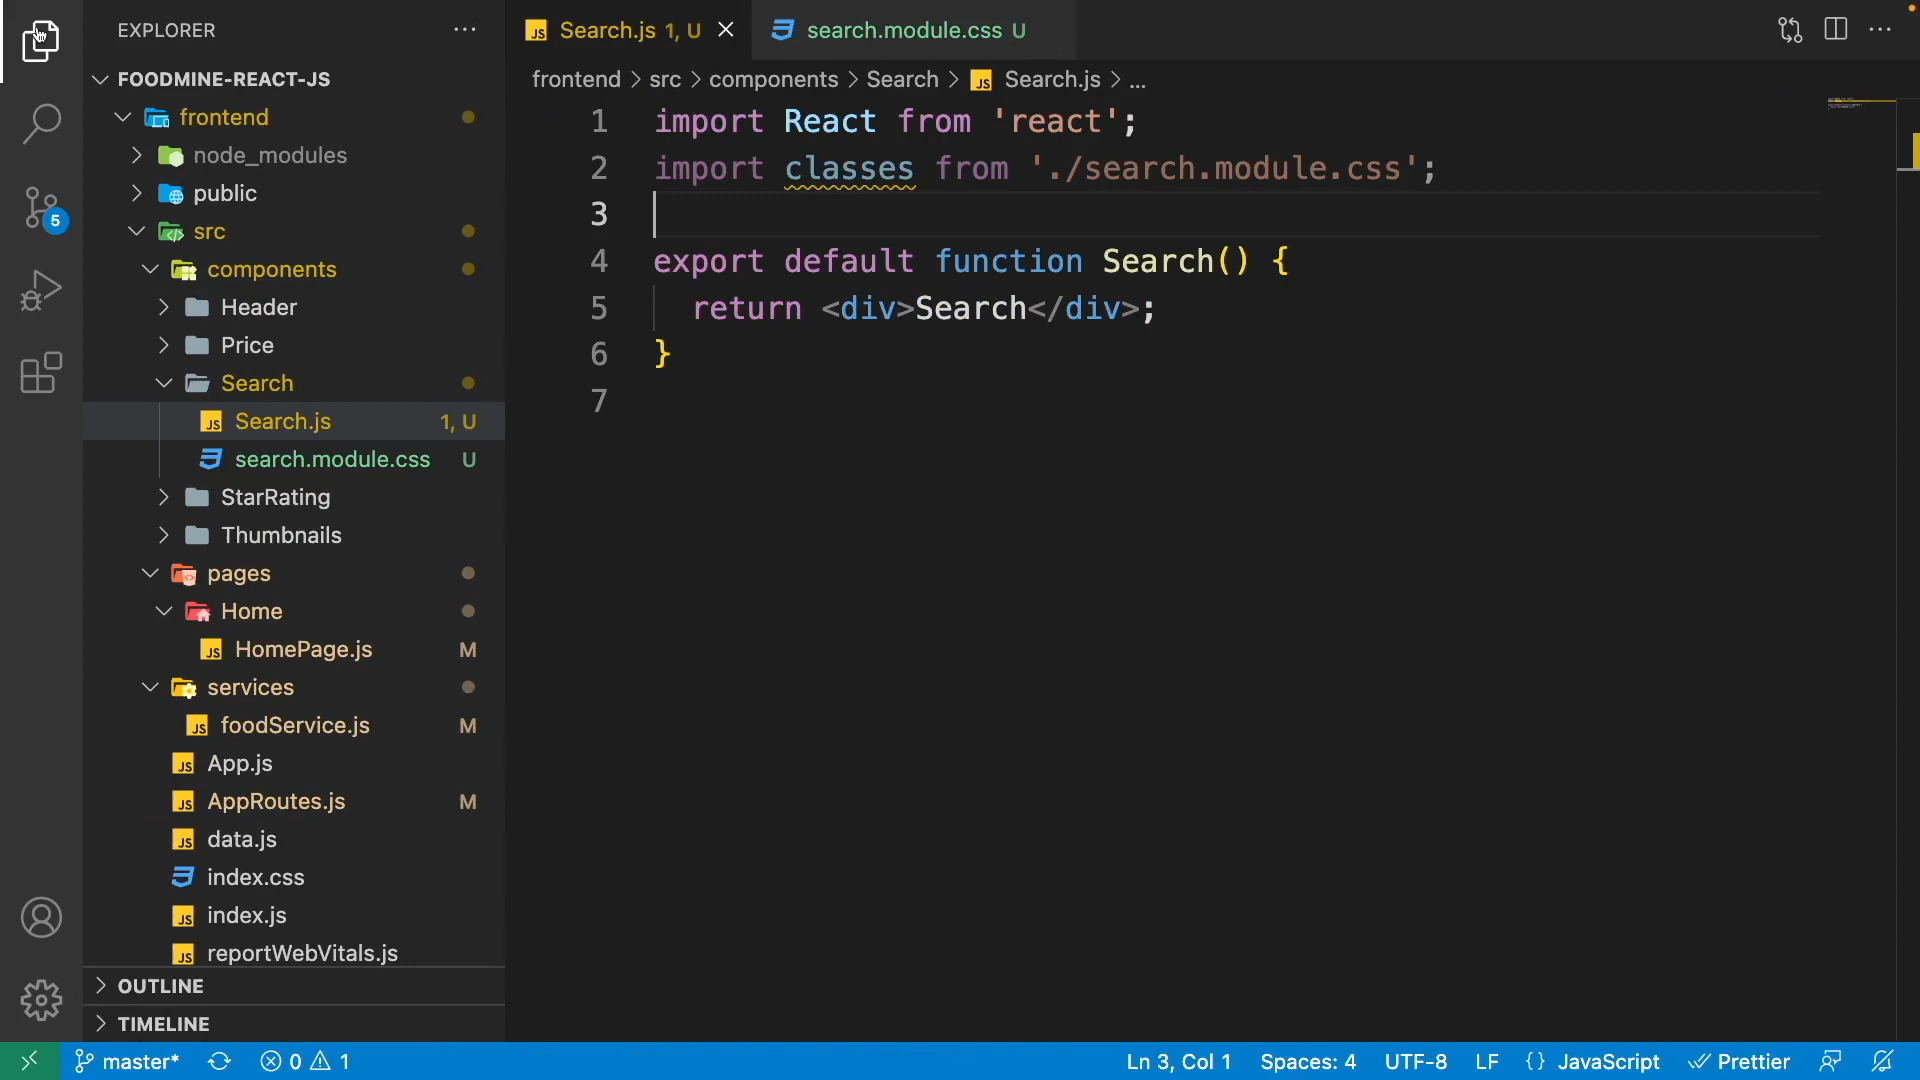 EXPLORER
FOODMINE-REACT-JS
frontend
node_modules
public
src
components
Header
Price
Search
Search.js 1, U
search.module.css U
StarRating
Thumbnails
pages
Home
HomePage.js M
services
foodService.js M
App.js
AppRoutes.js M
data.js
index.css
index.js
reportWebVitals.js
OUTLINE
TIMELINE
5
Search.js 1, U
search.module.css U
frontend > src > components > Search > JS Search.js > ...
1 import React from 'react';
2 import classes from './search.module.css';
3
4 export default function Search() {
5 return <div>Search</div>;
6 }
7
master* 0 1
Ln 3, Col 1 Spaces: 4 UTF-8 LF {} JavaScript Prettier